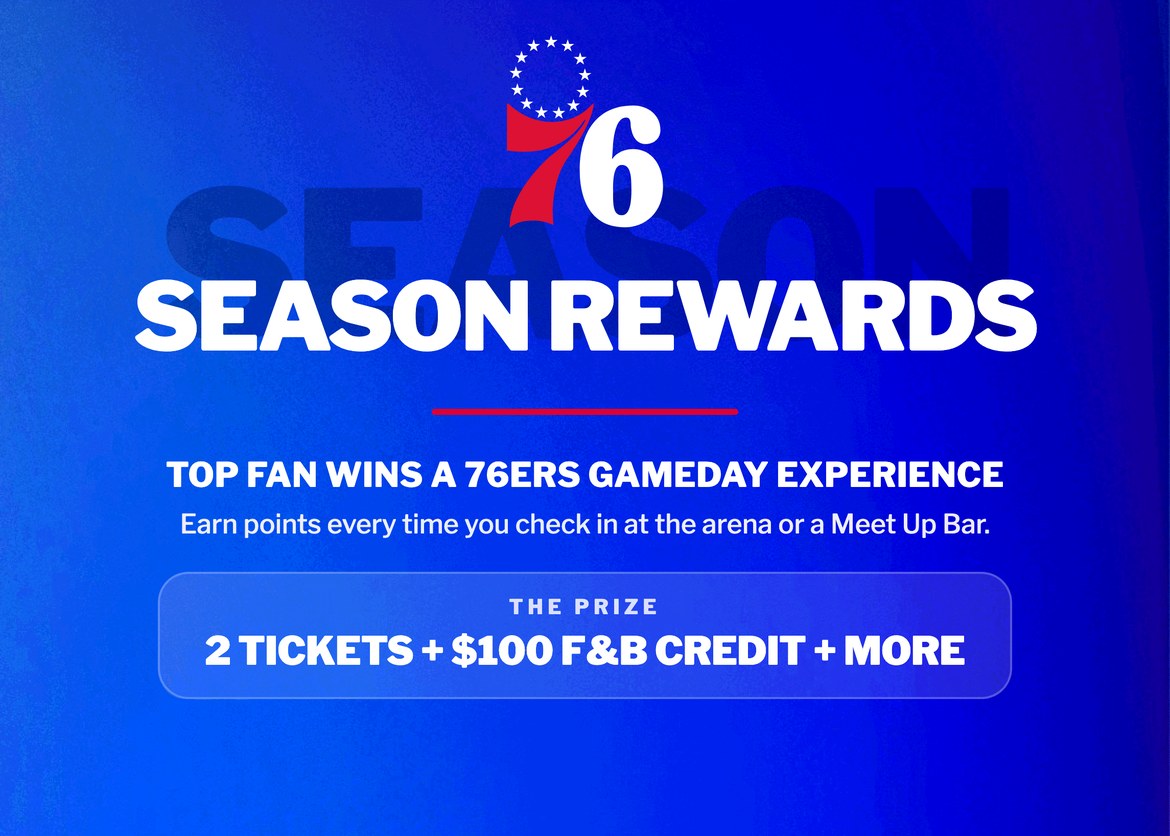 76
SEASON
SEASON REWARDS
TOP FAN WINS A 76ERS GAMEDAY EXPERIENCE
Earn points every time you check in at the arena or a Meet Up Bar.
THE PRIZE
2 TICKETS + $100 F&B CREDIT + MORE